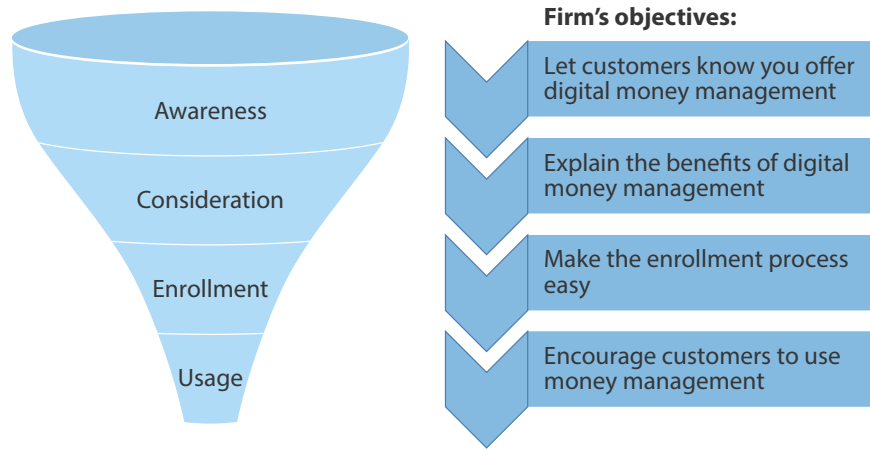 Firm’s objectives:
Awareness
Consideration
Enrollment
Usage
Let customers know you offer
digital money management
Explain the benefits of digital
money management
Make the enrollment process
easy
Encourage customers to use
money management